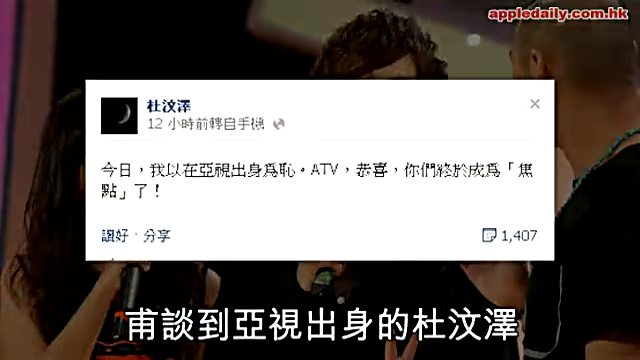 appledaily.com.hk
杜汶澤
12 小時前轉自手機
今日，我以在亞視出身為恥。ATV，恭喜，你們終於成為「焦
點」了！
讚好 · 分享
1,407
甫談到亞視出身的杜汶澤